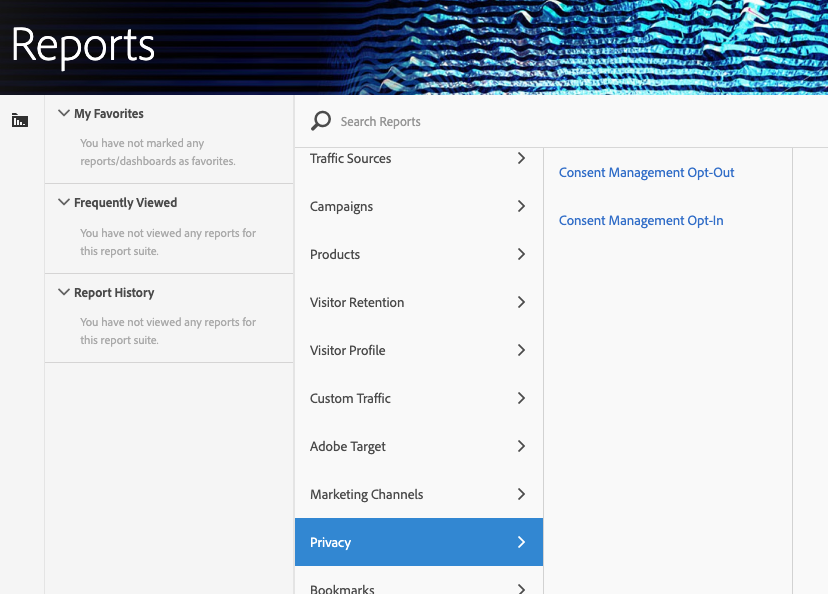 Reports
My Favorites
You have not marked any
reports/dashboards as favorites.
Frequently Viewed
You have not viewed any reports for
this report suite.
Report History
You have not viewed any reports for
this report suite.
Search Reports
Traffic Sources
Campaigns
Products
Visitor Retention
Visitor Profile
Custom Traffic
Adobe Target
Marketing Channels
Privacy
Bookmarks
Consent Management Opt-Out
Consent Management Opt-In